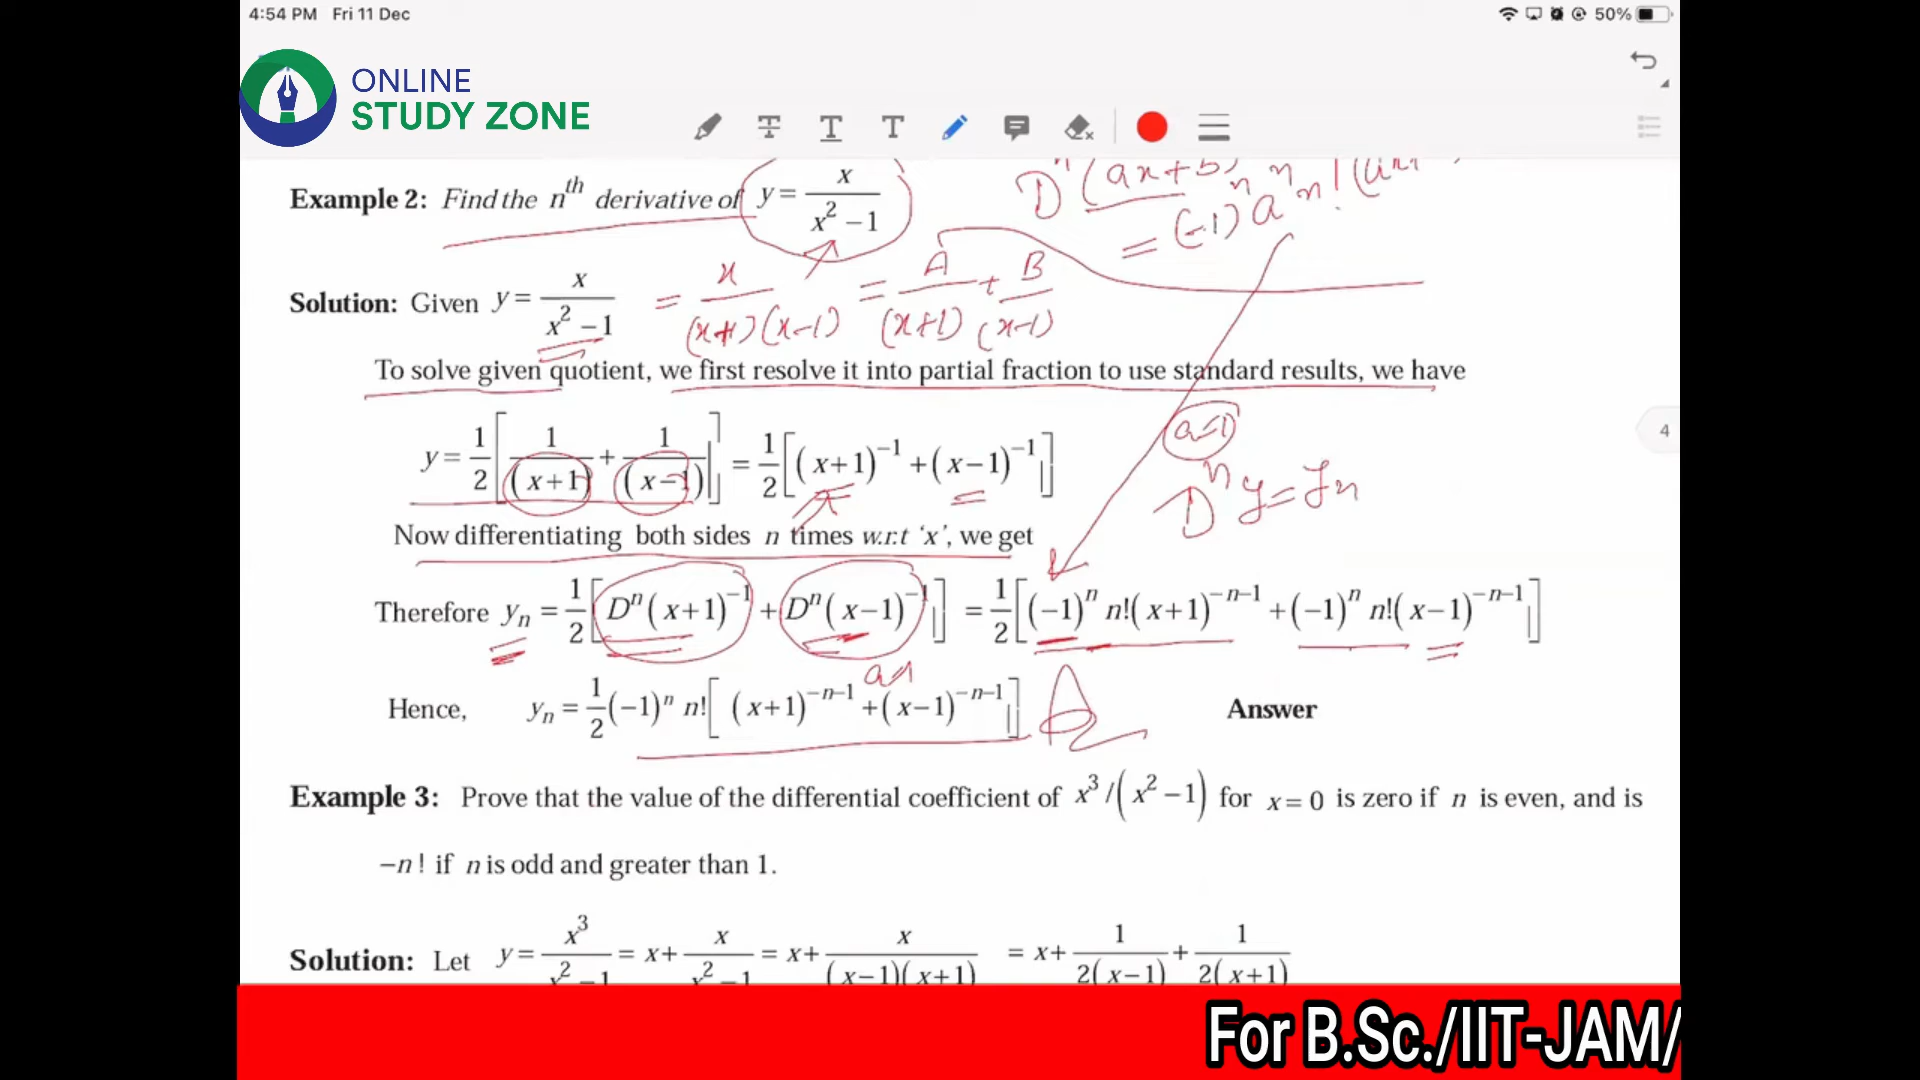 4:54 PM Fri 11 Dec 50%
ONLINE
STUDY ZONE
Example 2: Find the n^th derivative of y = x/(x^2 −1)
D^n (ax+b)
= (-1)^n a^n n! (ax+
Solution: Given y = x/(x^2 −1) = x/((x+1)(x-1)) = A/(x+1) + B/(x-1)
To solve given quotient, we first resolve it into partial fraction to use standard results, we have
y = 1/2 [ 1/(x+1) + 1/(x−1) ] = 1/2 [ (x+1)^−1 + (x−1)^−1 ]
a=1
D^n y = y_n
Now differentiating both sides n times w.r.t ‘x’, we get
Therefore y_n = 1/2 [ D^n (x+1)^−1 + D^n (x−1)^−1 ] = 1/2 [ (−1)^n n!(x+1)^−n−1 + (−1)^n n!(x−1)^−n−1 ]
a=1
Hence, y_n = 1/2 (−1)^n n! [ (x+1)^−n−1 + (x−1)^−n−1 ] Answer
4
Example 3: Prove that the value of the differential coefficient of x^3 /(x^2 −1) for x = 0 is zero if n is even, and is
−n! if n is odd and greater than 1.
Solution: Let y = x^3/(x^2 −1) = x + x/(x^2 −1) = x + x/((x−1)(x+1)) = x + 1/(2(x−1)) + 1/(2(x+1))
For B.Sc./IIT-JAM/